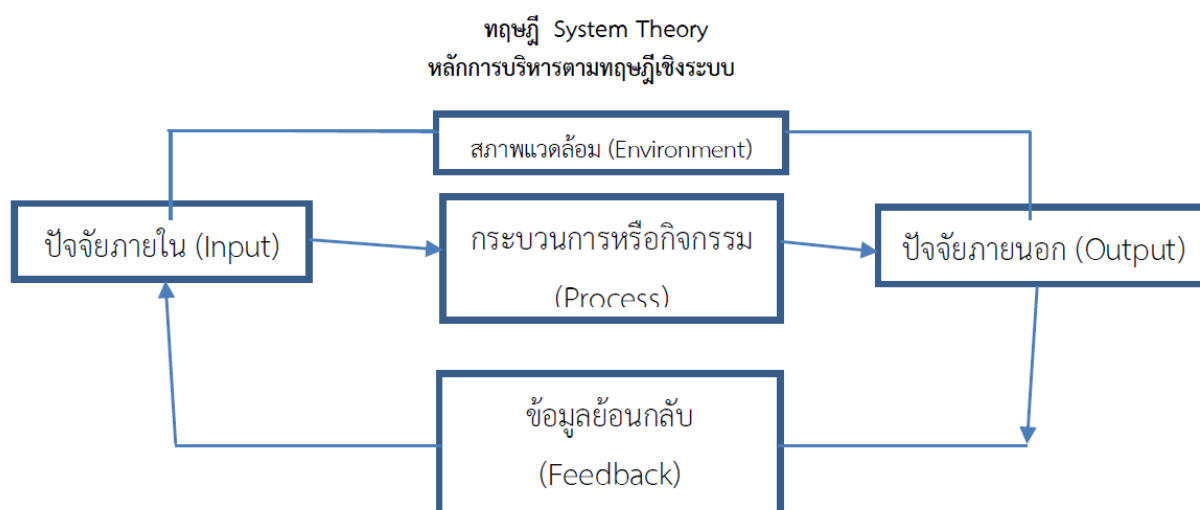 ทฤษฎี System Theory
หลักการบริหารตามทฤษฎีเชิงระบบ
สภาพแวดล้อม (Environment)
ปัจจัยภายใน (Input)
กระบวนการหรือกิจกรรม
(Process)
ปัจจัยภายนอก (Output)
ข้อมูลย้อนกลับ
(Feedback)